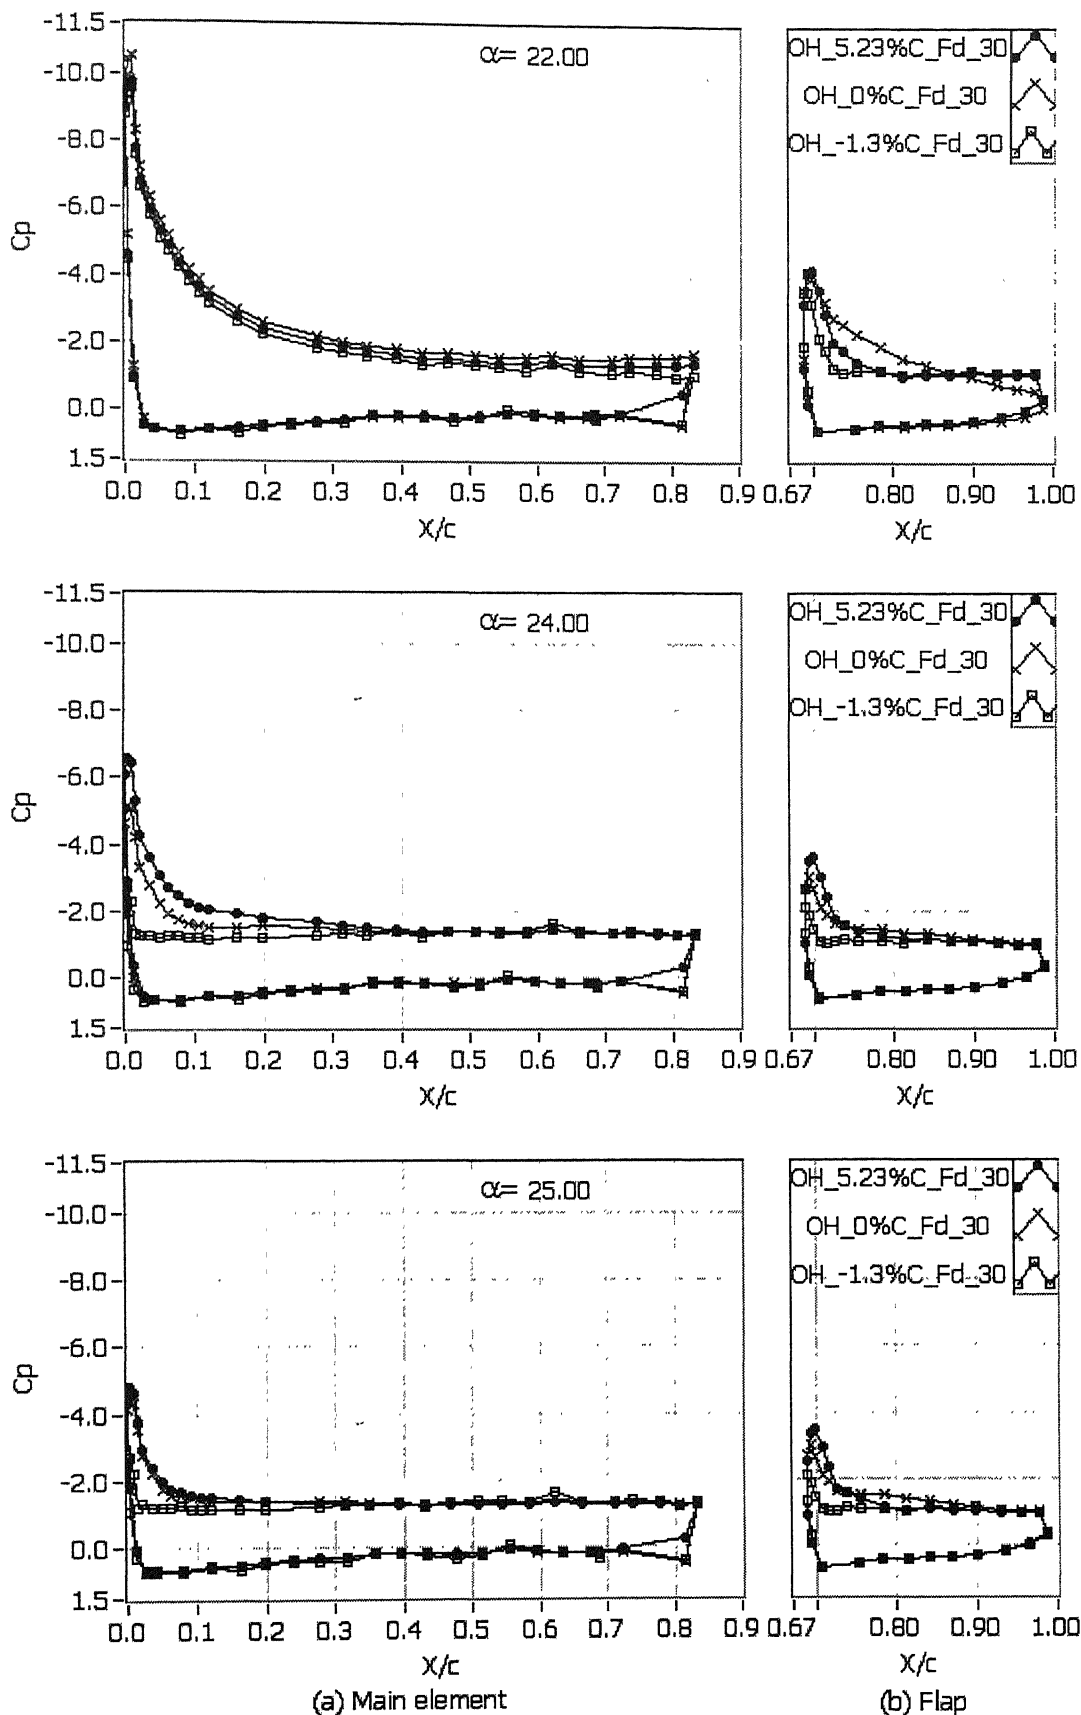 α= 22.00
-11.5
-10.0
-8.0
-6.0
-4.0
-2.0
0.0
1.5
Cp
0.0 0.1 0.2 0.3 0.4 0.5 0.6 0.7 0.8 0.9
X/c
OH_5.23%C_Fd_30
OH_0%C_Fd_30
OH_-1.3%C_Fd_30
0.67 0.80 0.90 1.00
X/c
α= 24.00
-11.5
-10.0
-8.0
-6.0
-4.0
-2.0
0.0
1.5
Cp
0.0 0.1 0.2 0.3 0.4 0.5 0.6 0.7 0.8 0.9
X/c
OH_5.23%C_Fd_30
OH_0%C_Fd_30
OH_-1.3%C_Fd_30
0.67 0.80 0.90 1.00
X/c
α= 25.00
-11.5
-10.0
-8.0
-6.0
-4.0
-2.0
0.0
1.5
Cp
0.0 0.1 0.2 0.3 0.4 0.5 0.6 0.7 0.8 0.9
X/c
OH_5.23%C_Fd_30
OH_0%C_Fd_30
OH_-1.3%C_Fd_30
0.67 0.80 0.90 1.00
X/c
(a) Main element
(b) Flap